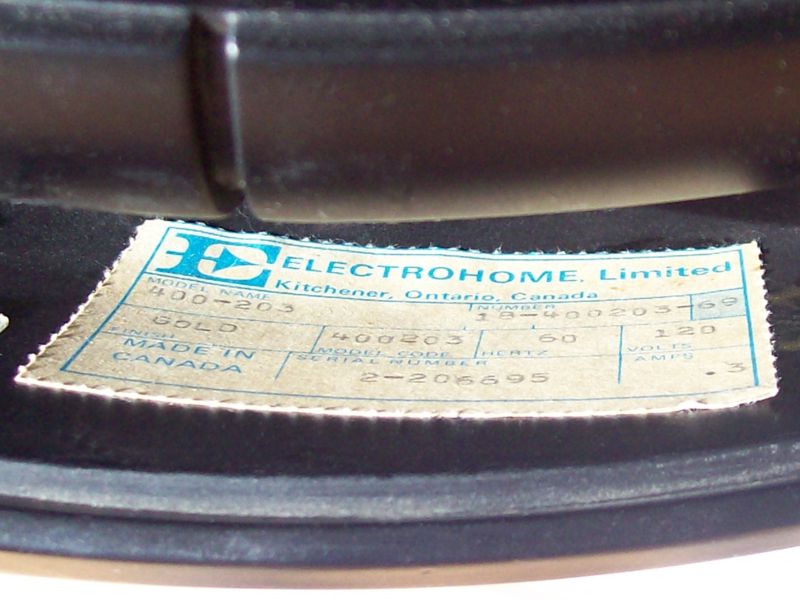 E ELECTROHOME, Limited
Kitchener, Ontario, Canada
MODEL NAME NUMBER
400-203 18-400203-69
GOLD 400203 60 120
FINISH MODEL CODE HERTZ VOLTS
MADE IN SERIAL NUMBER AMPS
CANADA 2-206695 .3